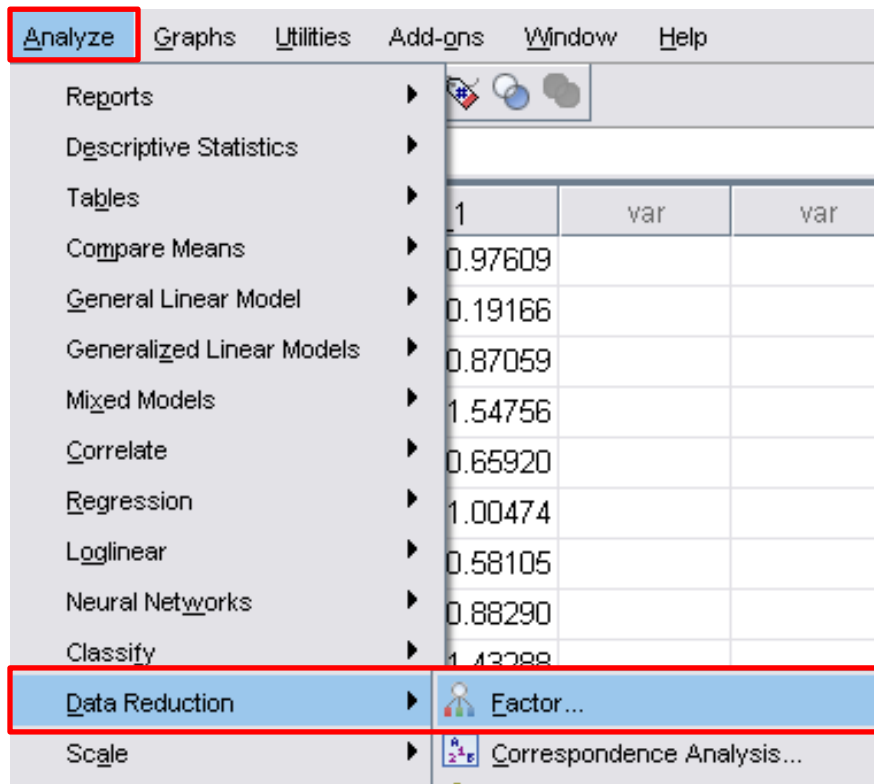 Analyze Graphs Utilities Add-ons Window Help
Reports
Descriptive Statistics
Tables
_1 var var
Compare Means
0.97609
General Linear Model
0.19166
Generalized Linear Models
0.87059
Mixed Models
1.54756
Correlate
0.65920
Regression
1.00474
Loglinear
0.58105
Neural Networks
0.88290
Classify
1.43288
Data Reduction Factor...
Scale Correspondence Analysis...